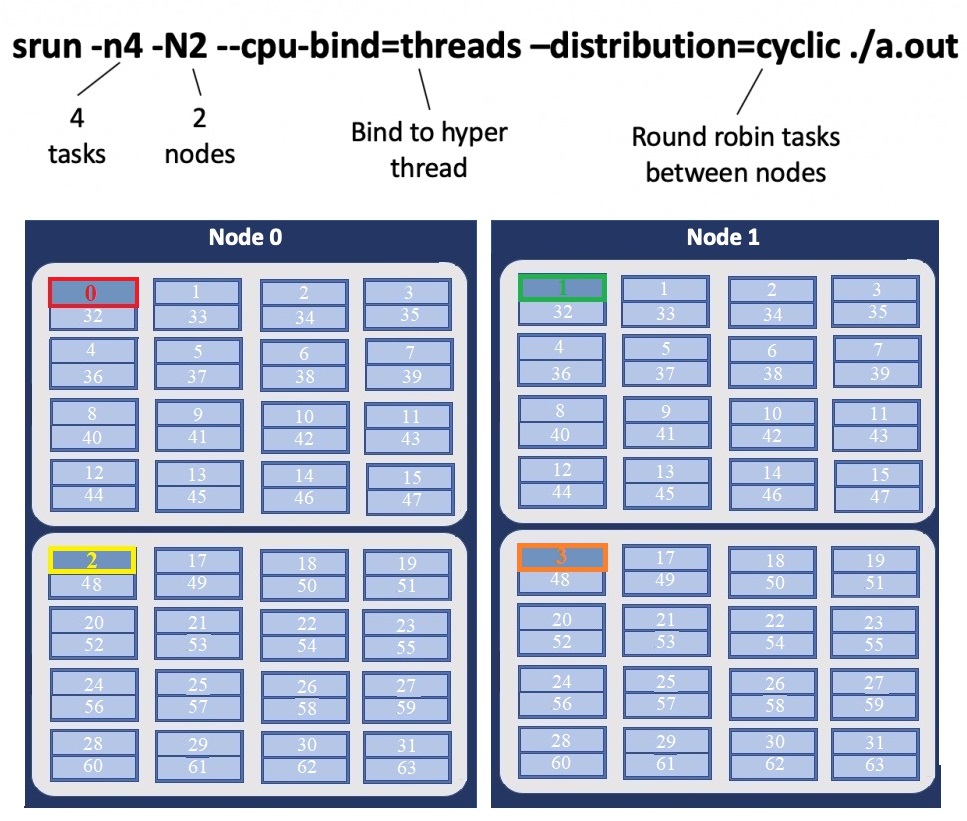 srun -n4 -N2 --cpu-bind=threads –distribution=cyclic ./a.out
4 tasks
2 nodes
Bind to hyper thread
Round robin tasks between nodes
Node 0
0 1 2 3
32 33 34 35
4 5 6 7
36 37 38 39
8 9 10 11
40 41 42 43
12 13 14 15
44 45 46 47
2 17 18 19
48 49 50 51
20 21 22 23
52 53 54 55
24 25 26 27
56 57 58 59
28 29 30 31
60 61 62 63
Node 1
1 1 2 3
32 33 34 35
4 5 6 7
36 37 38 39
8 9 10 11
40 41 42 43
12 13 14 15
44 45 46 47
3 17 18 19
48 49 50 51
20 21 22 23
52 53 54 55
24 25 26 27
56 57 58 59
28 29 30 31
60 61 62 63